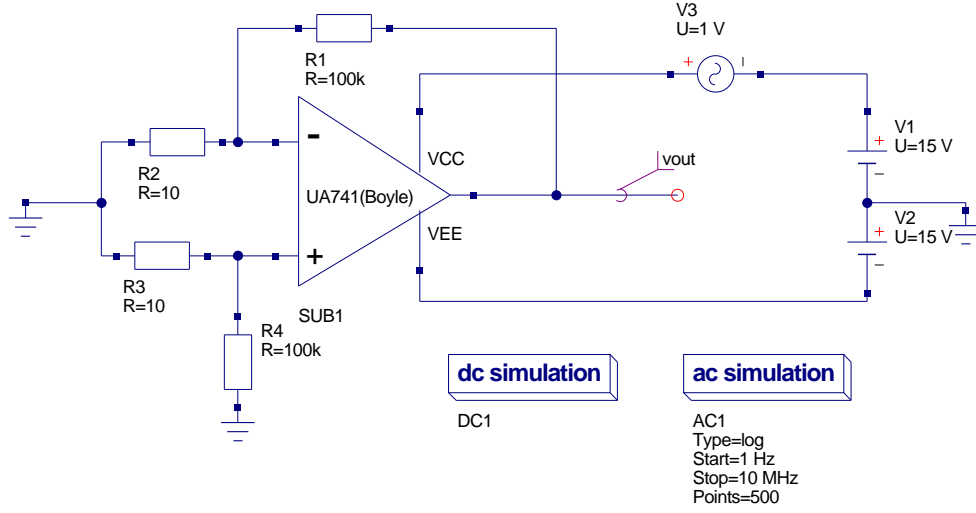 V3
U=1 V
R1
R=100k
+
-
V1
U=15 V
+
-
R2
R=10
-
VCC
vout
UA741(Boyle)
VEE
V2
U=15 V
+
-
R3
R=10
+
SUB1
R4
R=100k
dc simulation
DC1
ac simulation
AC1
Type=log
Start=1 Hz
Stop=10 MHz
Points=500